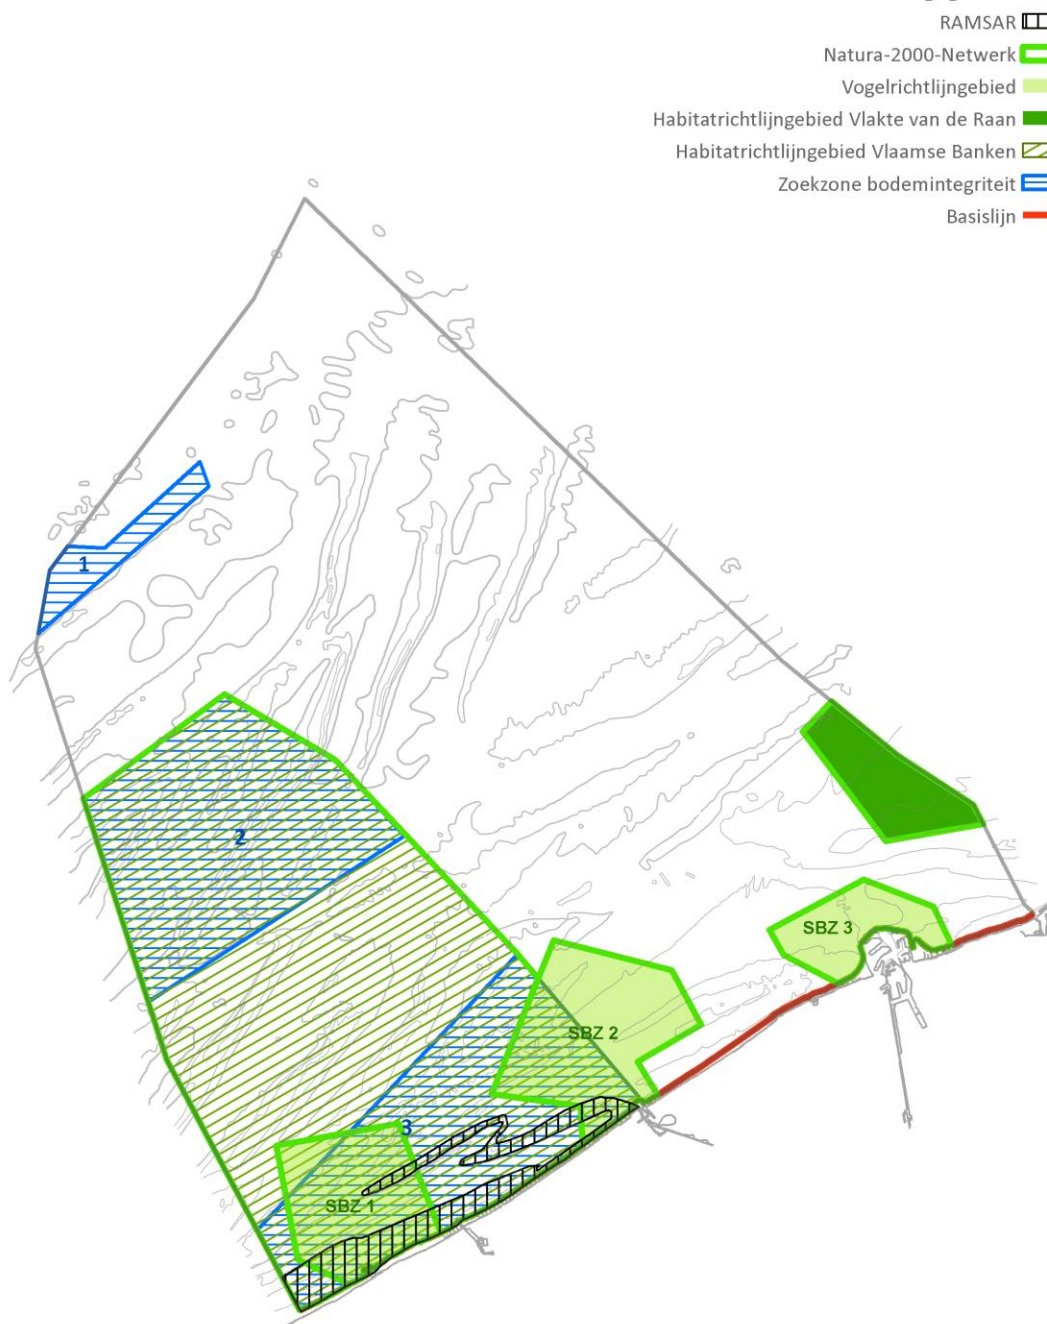 RAMSAR
Natura-2000-Netwerk
Vogelrichtlijngebied
Habitatrichtlijngebied Vlakte van de Raan
Habitatrichtlijngebied Vlaamse Banken
Zoekzone bodemintegriteit
Basislijn
1
2
SBZ 3
SBZ 2
3
SBZ 1